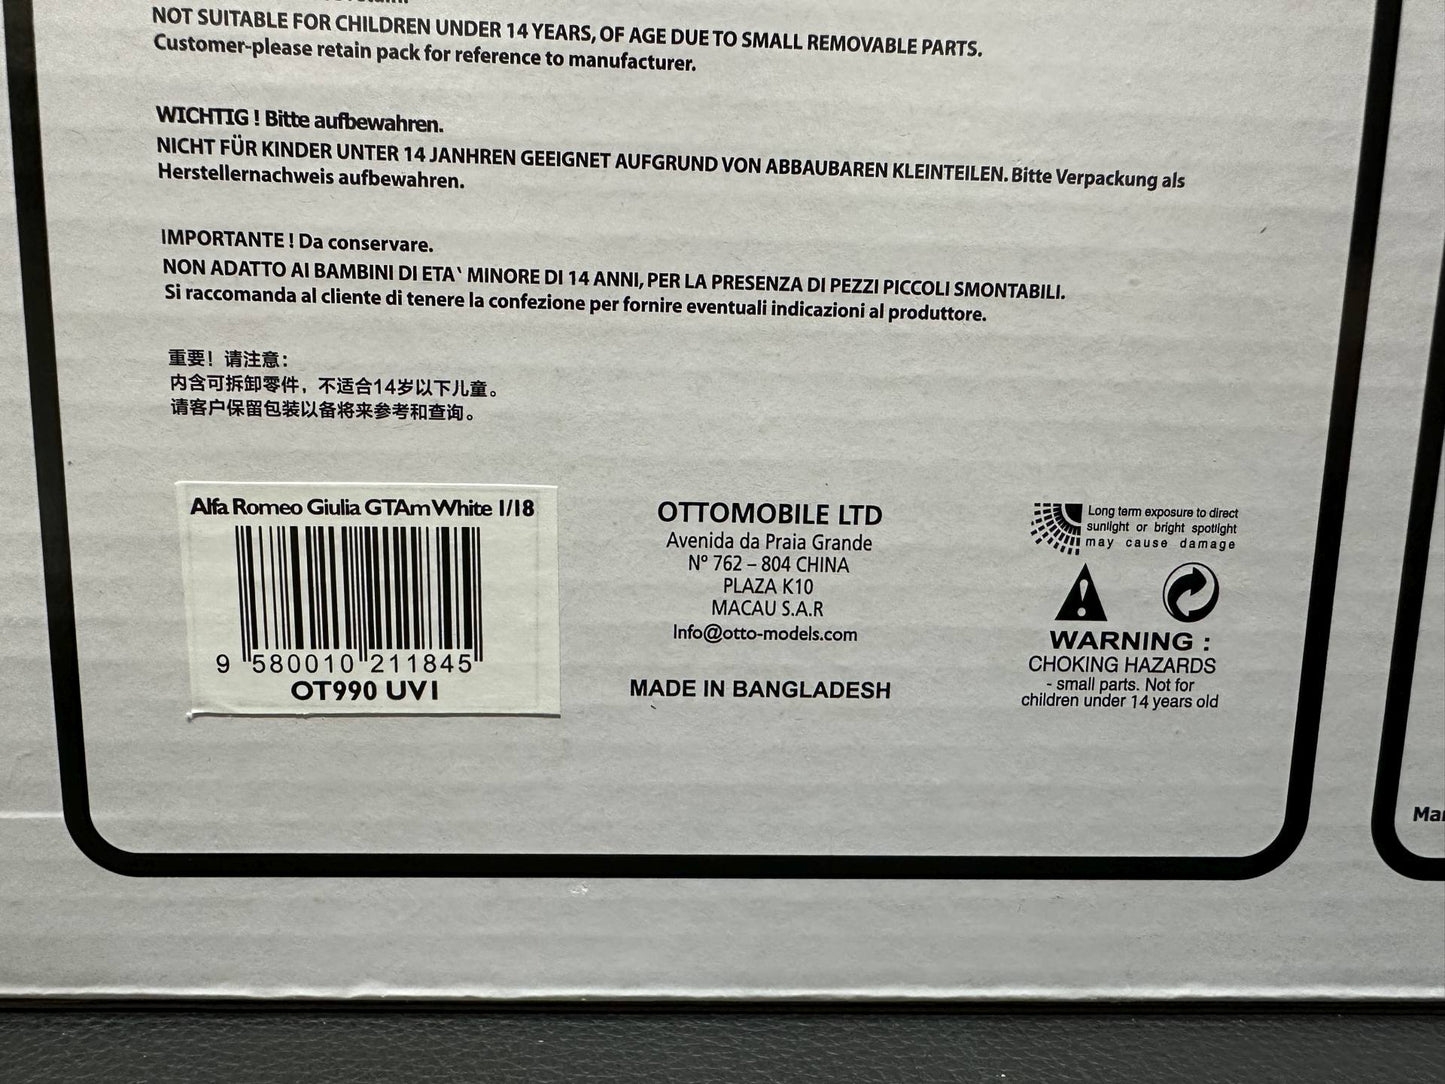 NOT SUITABLE FOR CHILDREN UNDER 14 YEARS, OF AGE DUE TO SMALL REMOVABLE PARTS.
Customer-please retain pack for reference to manufacturer.
WICHTIG ! Bitte aufbewahren.
NICHT FÜR KINDER UNTER 14 JANHREN GEEIGNET AUFGRUND VON ABBAUBAREN KLEINTEILEN. Bitte Verpackung als
Herstellernachweis aufbewahren.
IMPORTANTE ! Da conservare.
NON ADATTO AI BAMBINI DI ETA‵ MINORE DI 14 ANNI, PER LA PRESENZA DI PEZZI PICCOLI SMONTABILI.
Si raccomanda al cliente di tenere la confezione per fornire eventuali indicazioni al produttore.
重要！请注意：
内含可拆卸零件，不适合14岁以下儿童。
请客户保留包装以备将来参考和查询。
Alfa Romeo Giulia GTAm White 1/18
9 580010 211845
OT990 UV1
OTTOMOBILE LTD
Avenida da Praia Grande
Nº 762 – 804 CHINA
PLAZA K10
MACAU S.A.R
Info@otto-models.com
MADE IN BANGLADESH
Long term exposure to direct
sunlight or bright spotlight
may cause damage
WARNING :
CHOKING HAZARDS
- small parts. Not for
children under 14 years old